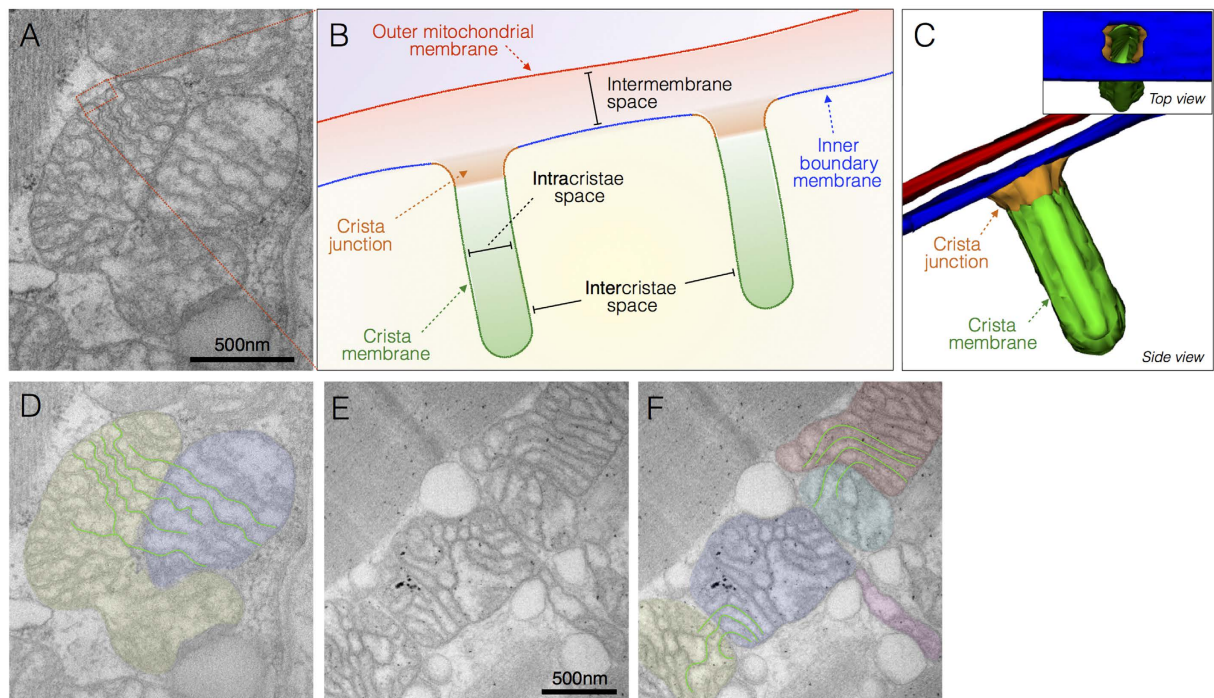 A
500nm
B
Outer mitochondrial
membrane
Intermembrane
space
Inner
boundary
membrane
Intracristae
space
Crista
junction
Intercristae
space
Crista
membrane
C
Top view
Crista
junction
Crista
membrane
Side view
D
E
500nm
F